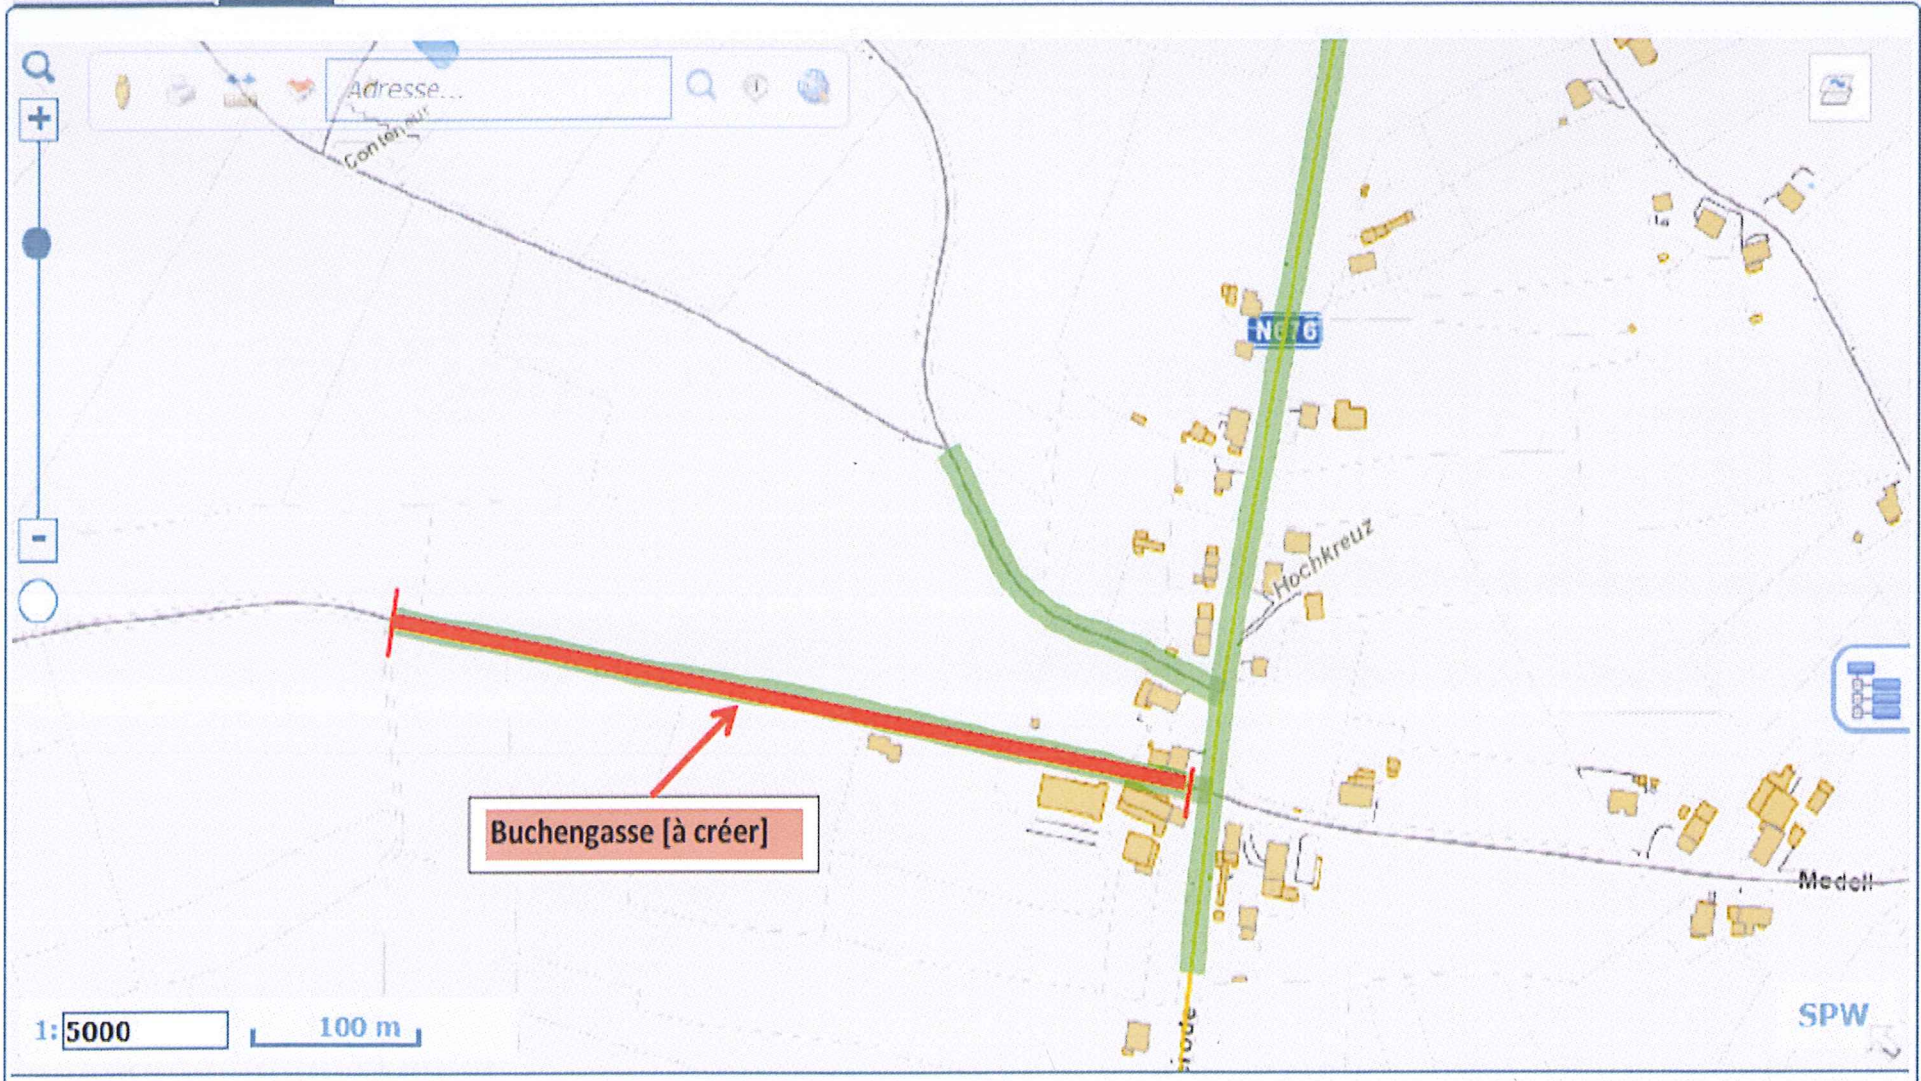 Adresse...
Conteneur
N676
Hochkreuz
Buchengasse [à créer]
Medell
1: 5000
100 m
SPW